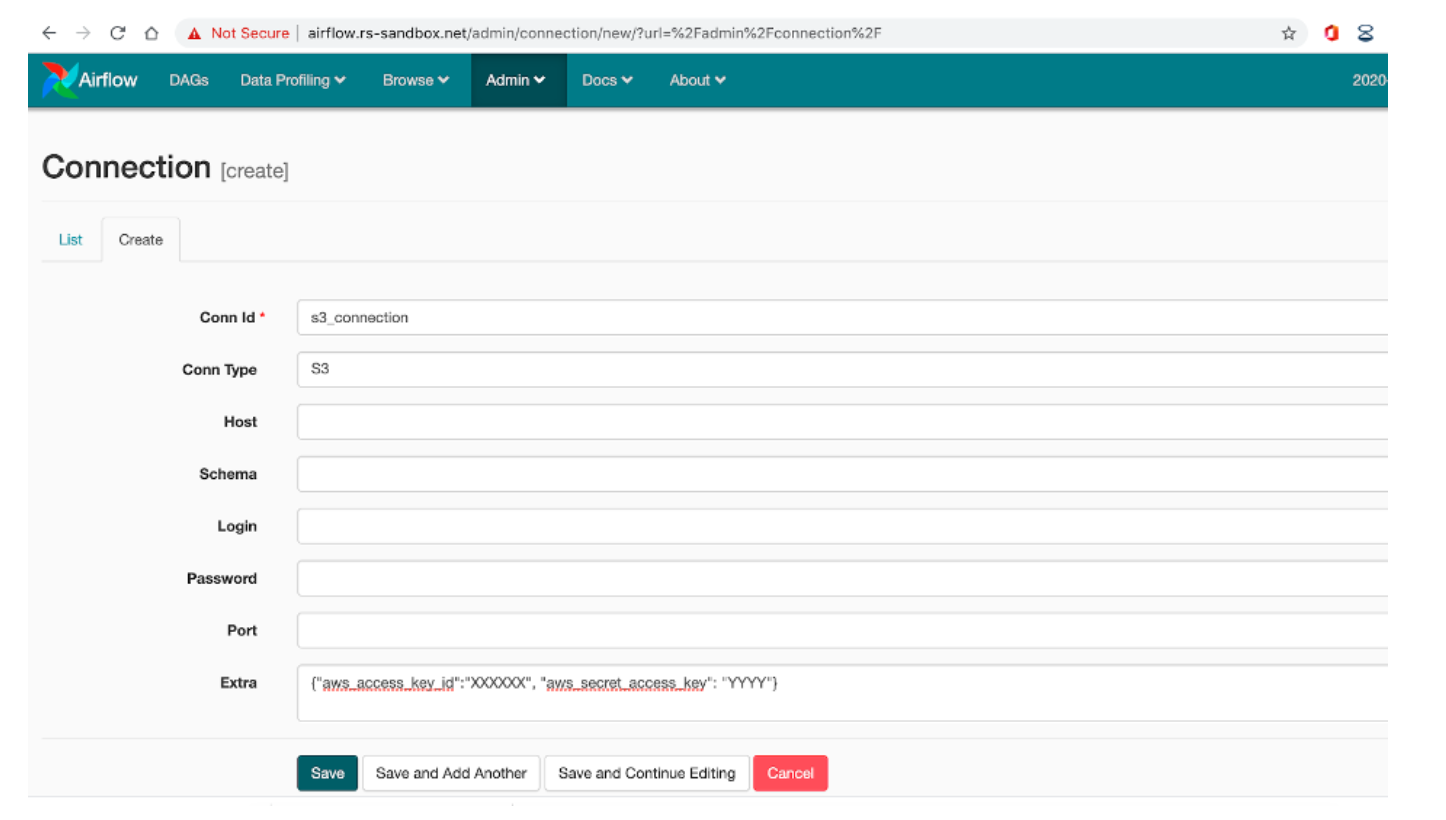 Not Secure | airflow.rs-sandbox.net/admin/connection/new/?url=%2Fadmin%2Fconnection%2F
Airflow DAGs Data Profiling Browse Admin Docs About 2020-
Connection [create]
List Create
Conn Id * s3_connection
Conn Type S3
Host
Schema
Login
Password
Port
Extra {"aws_access_key_id":"XXXXXX", "aws_secret_access_key": "YYYY"}
Save Save and Add Another Save and Continue Editing Cancel